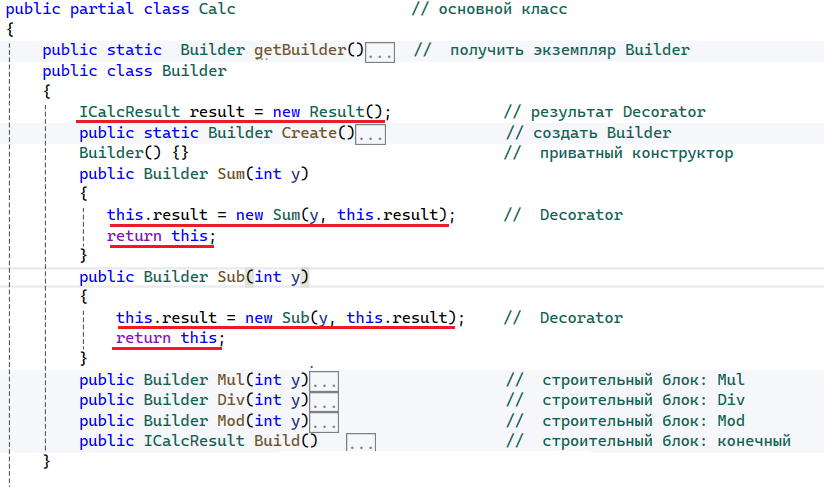 public partial class Calc // основной класс
{
public static Builder getBuilder()... // получить экземпляр Builder
public class Builder
{
ICalcResult result = new Result(); // результат Decorator
public static Builder Create()... // создать Builder
Builder() {} // приватный конструктор
public Builder Sum(int y)
{
this.result = new Sum(y, this.result); // Decorator
return this;
}
public Builder Sub(int y)
{
this.result = new Sub(y, this.result); // Decorator
return this;
}
public Builder Mul(int y)... // строительный блок: Mul
public Builder Div(int y)... // строительный блок: Div
public Builder Mod(int y)... // строительный блок: Mod
public ICalcResult Build() ... // строительный блок: конечный
}